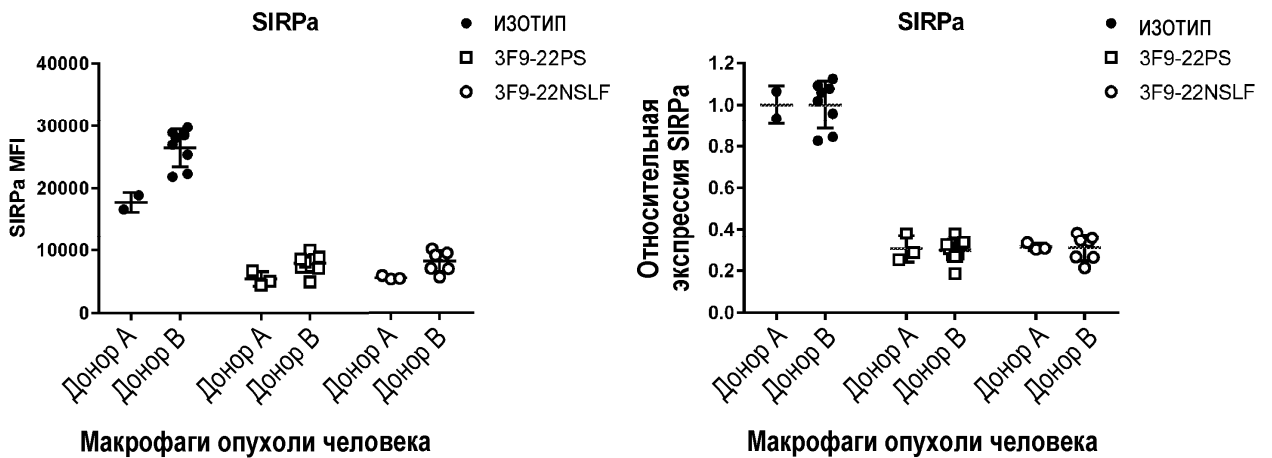 SIRPa
ИЗОТИП
3F9-22PS
3F9-22NSLF
40000
30000
20000
10000
0
SIRPa MFI
Донор A
Донор B
Донор A
Донор B
Донор A
Донор B
Макрофаги опухоли человека
SIRPa
ИЗОТИП
3F9-22PS
3F9-22NSLF
1.2
1.0
0.8
0.6
0.4
0.2
0.0
Относительная
экспрессия SIRPa
Донор A
Донор B
Донор A
Донор B
Донор A
Донор B
Макрофаги опухоли человека